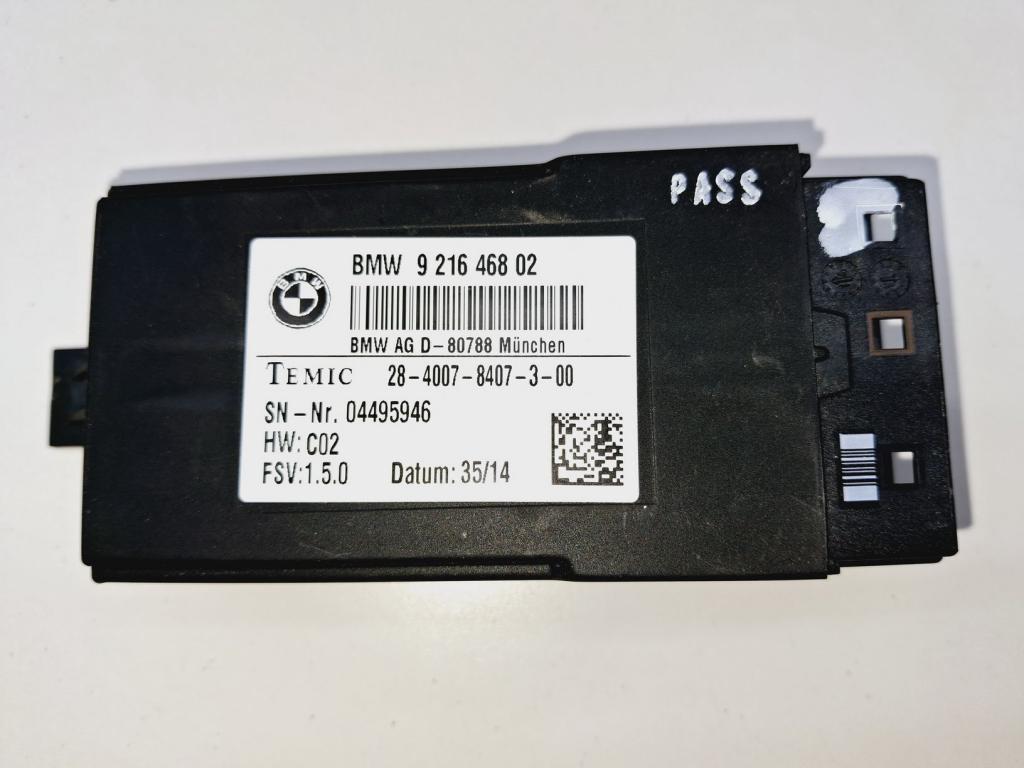 PASS
BMW 9 216 468 02
BMW
BMW AG D-80788 München
TEMIC 28-4007-8407-3-00
SN-Nr. 04495946
HW: C02
FSV:1.5.0 Datum: 35/14